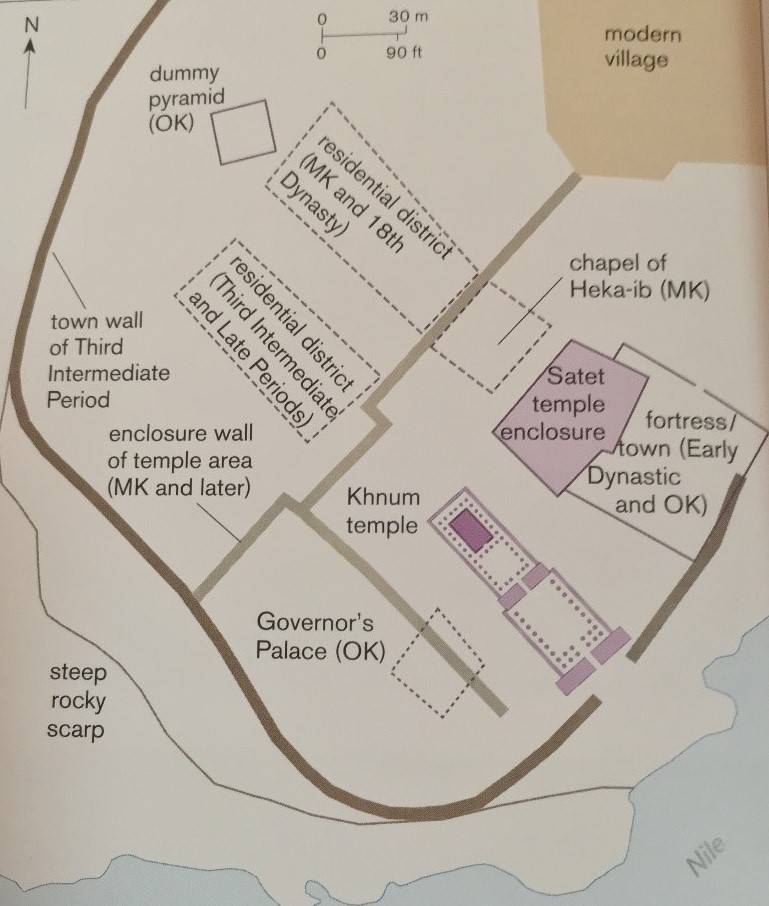 N
0 30 m
0 90 ft
modern
village
dummy
pyramid
(OK)
residential district
(MK and 18th
Dynasty)
chapel of
Heka-ib (MK)
residential district
(Third Intermediate
and Late Periods)
town wall
of Third
Intermediate
Period
Satet
temple
enclosure
fortress/
town (Early
Dynastic
and OK)
enclosure wall
of temple area
(MK and later)
Khnum
temple
Governor's
Palace (OK)
steep
rocky
scarp
Nile